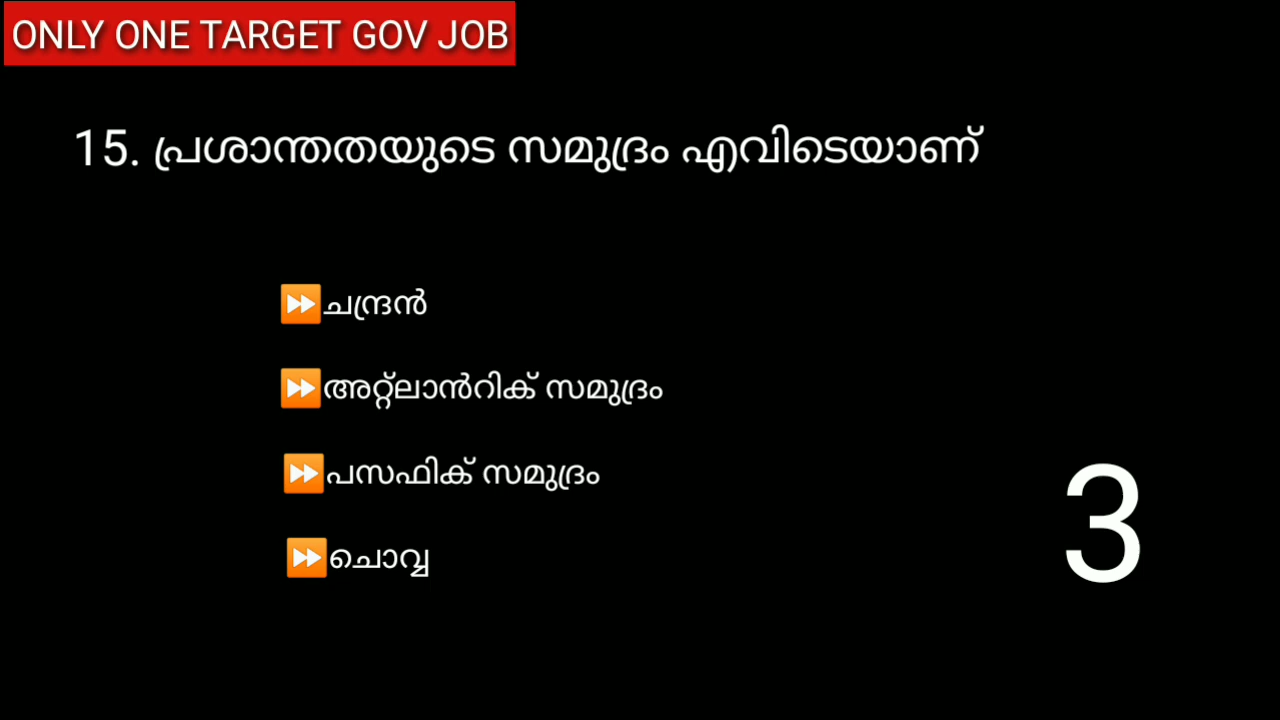 ONLY ONE TARGET GOV JOB
15. പ്രശാന്തതയുടെ സമുദ്രം എവിടെയാണ്
⏩ചന്ദ്രൻ
⏩അറ്റ്ലാൻറിക് സമുദ്രം
⏩പസഫിക് സമുദ്രം
3
⏩ചൊവ്വ